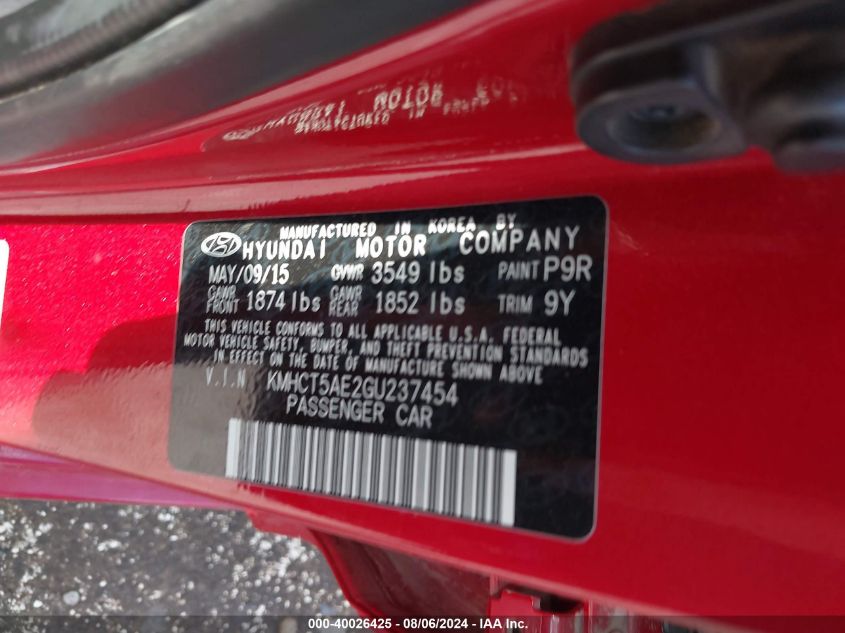 MANUFACTURED IN KOREA BY
HYUNDAI MOTOR COMPANY
MAY/09/15 GVWR 3549 lbs PAINT P9R
GAWR FRONT 1874 lbs GAWR REAR 1852 lbs TRIM 9Y
THIS VEHICLE CONFORMS TO ALL APPLICABLE U.S.A. FEDERAL
MOTOR VEHICLE SAFETY, BUMPER, AND THEFT PREVENTION STANDARDS
IN EFFECT ON THE DATE OF MANUFACTURE SHOWN ABOVE
V.I.N KMHCT5AE2GU237454
PASSENGER CAR
000-40026425 - 08/06/2024 - IAA Inc.